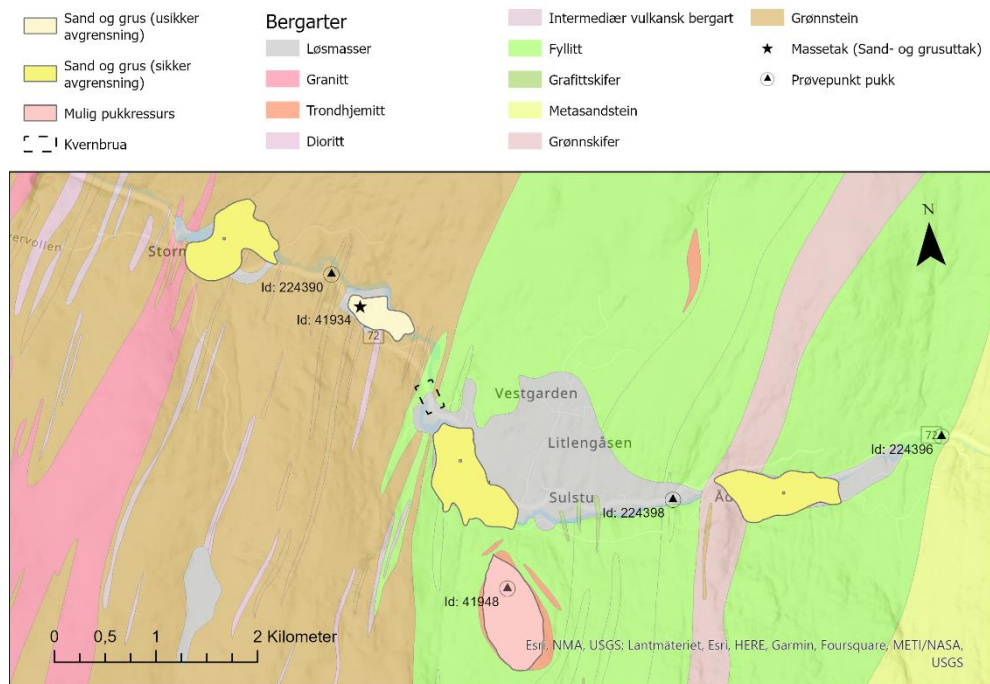 Sand og grus (usikker
avgrensning)
Sand og grus (sikker
avgrensning)
Mulig pukkressurs
Kvernbrua
Bergarter
Løsmasser
Granitt
Trondhjemitt
Dioritt
Intermediær vulkansk bergart
Fyllitt
Grafittskifer
Metasandstein
Grønnskifer
Grønnstein
Massetak (Sand- og grusuttak)
Prøvepunkt pukk
N
Storn
Id: 224390
Id: 41934
72
Vestgarden
Litlengåsen
72
Id: 224396
Sulstu
Åd
Id: 224398
Id: 41948
0 0,5 1 2 Kilometer
Esri, NMA, USGS; Lantmäteriet, Esri, HERE, Garmin, Foursquare, METI/NASA,
USGS